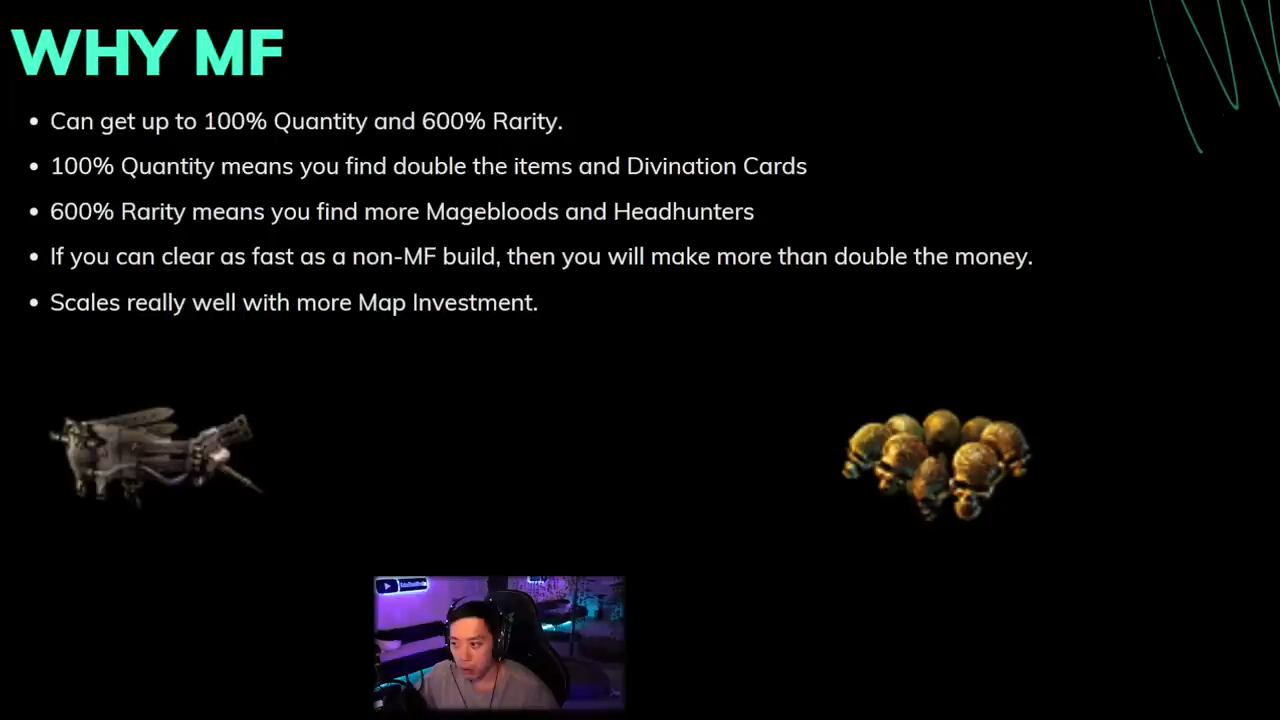 WHY MF
• Can get up to 100% Quantity and 600% Rarity.
• 100% Quantity means you find double the items and Divination Cards
• 600% Rarity means you find more Magebloods and Headhunters
• If you can clear as fast as a non-MF build, then you will make more than double the money.
• Scales really well with more Map Investment.